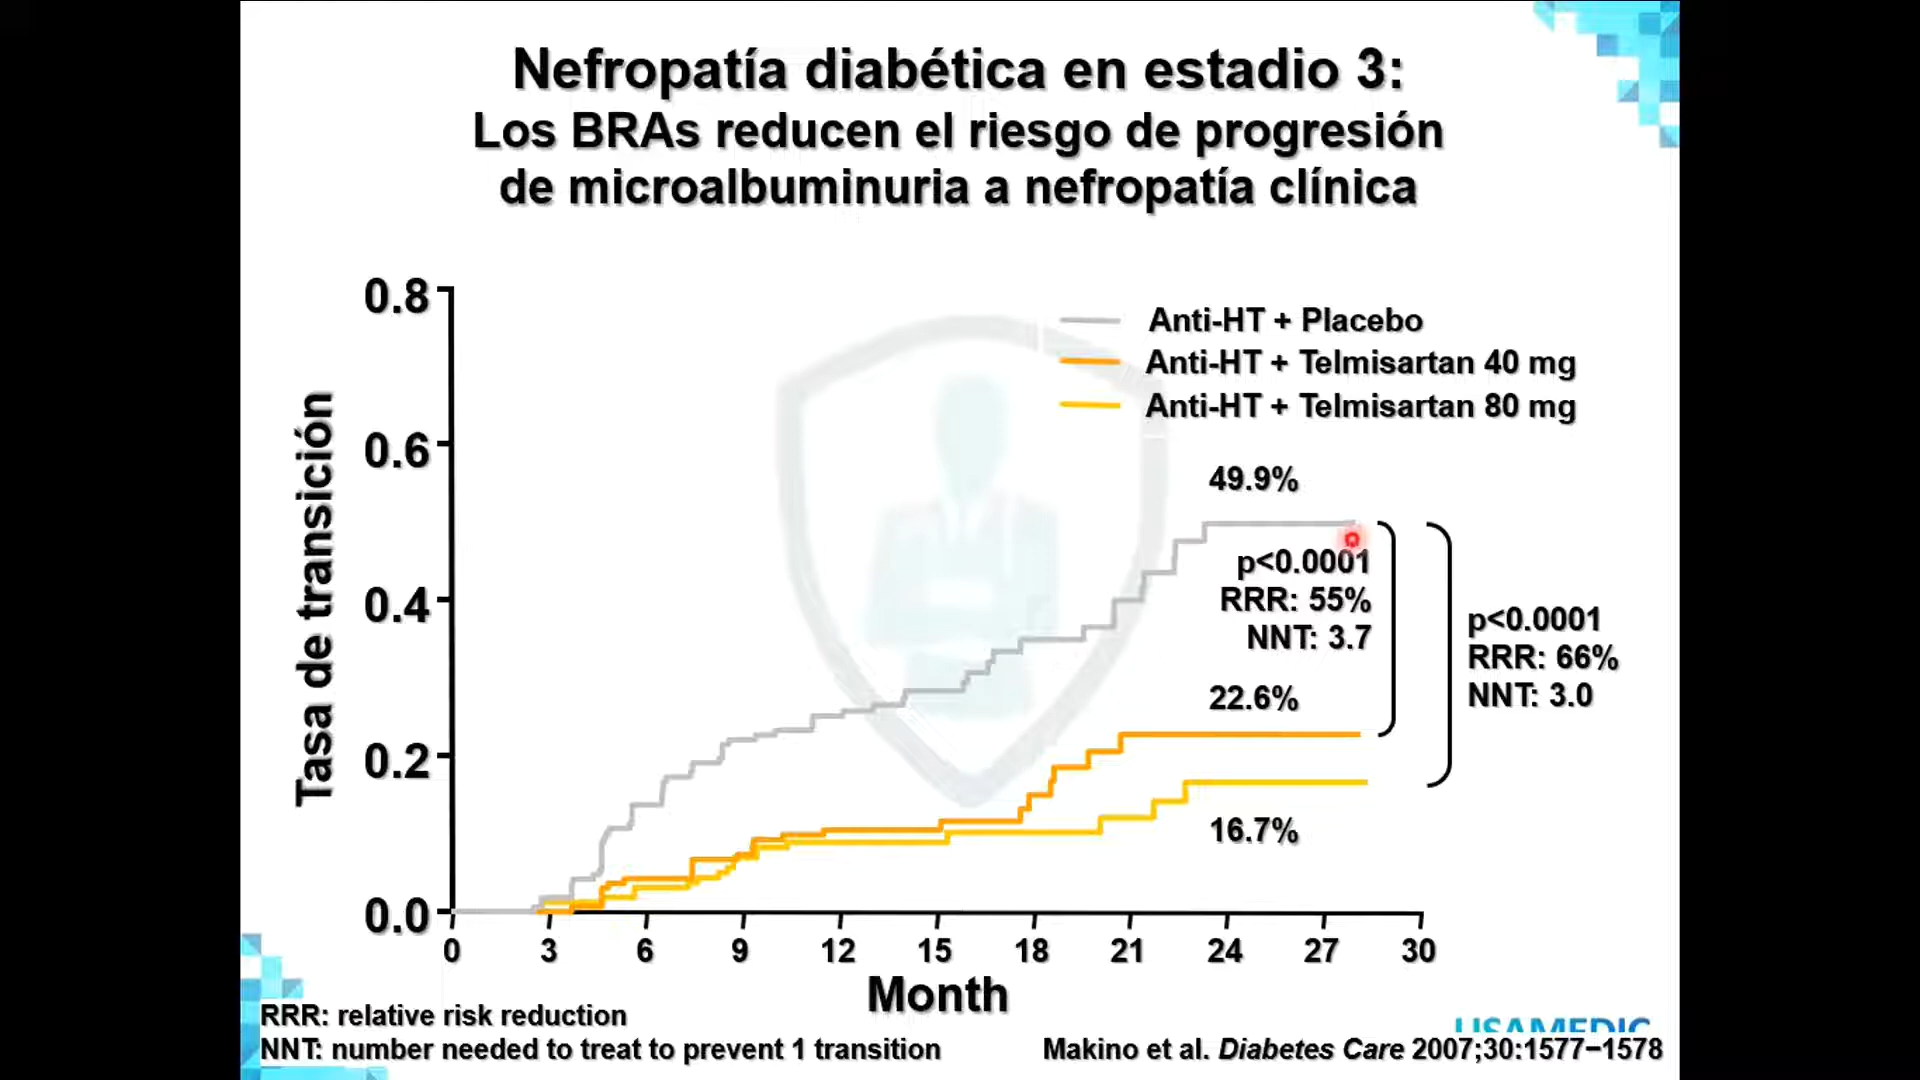 Nefropatía diabética en estadio 3:
Los BRAs reducen el riesgo de progresión
de microalbuminuria a nefropatía clínica
Tasa de transición
0.8
0.6
0.4
0.2
0.0
Anti-HT + Placebo
Anti-HT + Telmisartan 40 mg
Anti-HT + Telmisartan 80 mg
49.9%
p<0.0001
RRR: 55%
NNT: 3.7
p<0.0001
RRR: 66%
NNT: 3.0
22.6%
16.7%
0 3 6 9 12 15 18 21 24 27 30
Month
RRR: relative risk reduction
NNT: number needed to treat to prevent 1 transition
USAMEDIC
Makino et al. Diabetes Care 2007;30:1577–1578